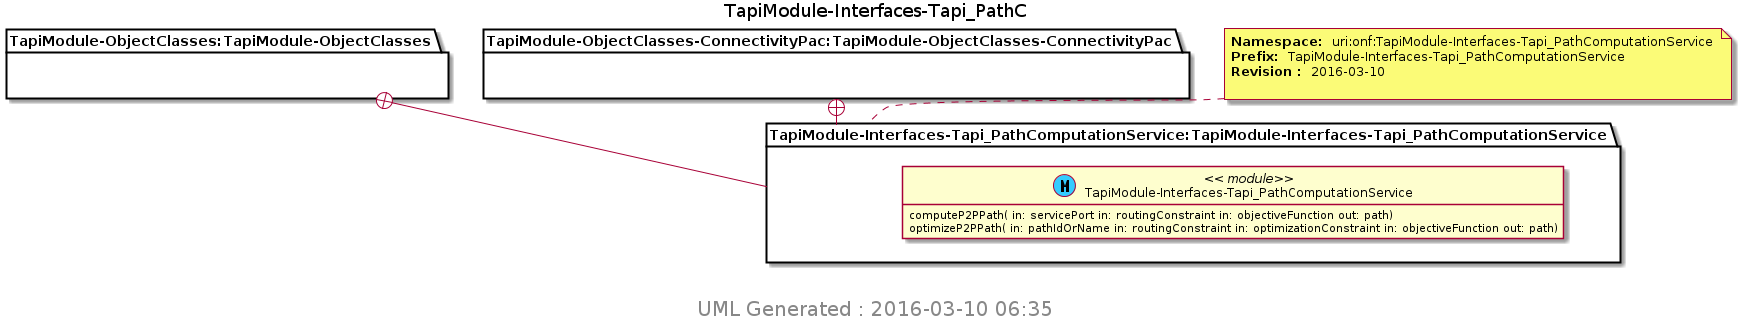 TapiModule-Interfaces-Tapi_PathC
TapiModule-ObjectClasses:TapiModule-ObjectClasses
TapiModule-ObjectClasses-ConnectivityPac:TapiModule-ObjectClasses-ConnectivityPac
Namespace: uri:onf:TapiModule-Interfaces-Tapi_PathComputationService
Prefix: TapiModule-Interfaces-Tapi_PathComputationService
Revision : 2016-03-10
TapiModule-Interfaces-Tapi_PathComputationService:TapiModule-Interfaces-Tapi_PathComputationService
M
<< module>>
TapiModule-Interfaces-Tapi_PathComputationService
computeP2PPath( in: servicePort in: routingConstraint in: objectiveFunction out: path)
optimizeP2PPath( in: pathIdOrName in: routingConstraint in: optimizationConstraint in: objectiveFunction out: path)
UML Generated : 2016-03-10 06:35